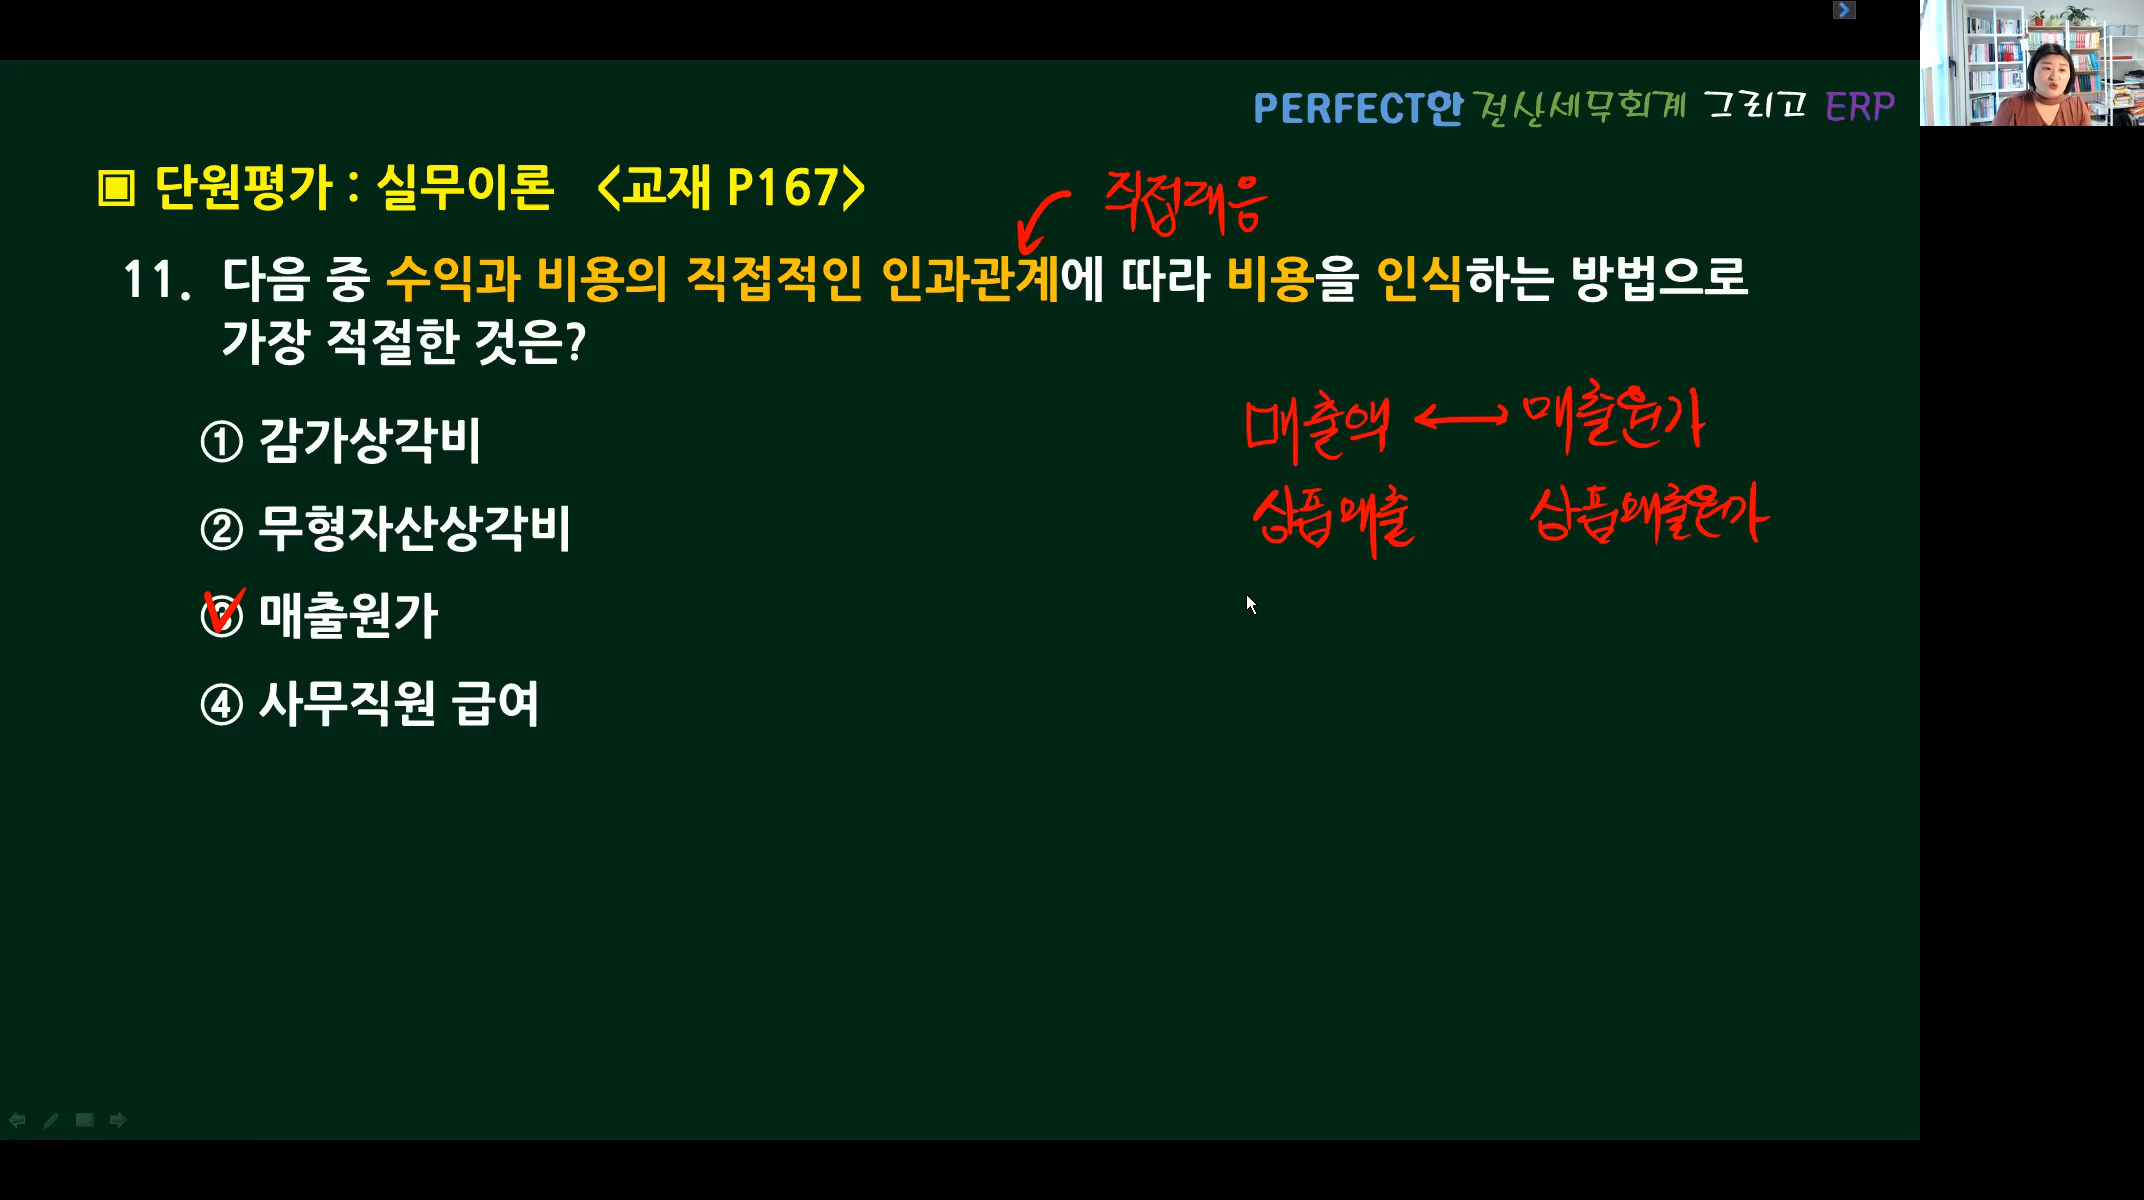 PERFECT한 전산세무회계 그리고 ERP
▣ 단원평가 : 실무이론 <교재 P167>
직접대응
11. 다음 중 수익과 비용의 직접적인 인과관계에 따라 비용을 인식하는 방법으로
가장 적절한 것은?
매출액 ↔ 매출원가
① 감가상각비
상품매출 상품매출원가
② 무형자산상각비
③ 매출원가
④ 사무직원 급여